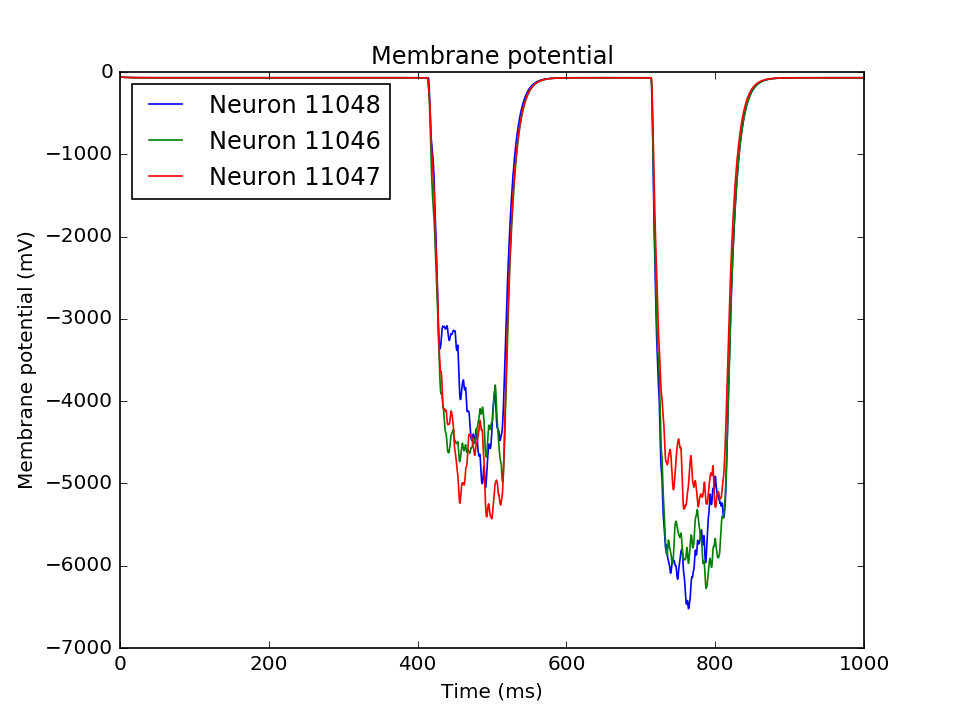 Membrane potential
0
−1000
−2000
−3000
−4000
−5000
−6000
−7000
Membrane potential (mV)
Neuron 11048
Neuron 11046
Neuron 11047
0 200 400 600 800 1000
Time (ms)